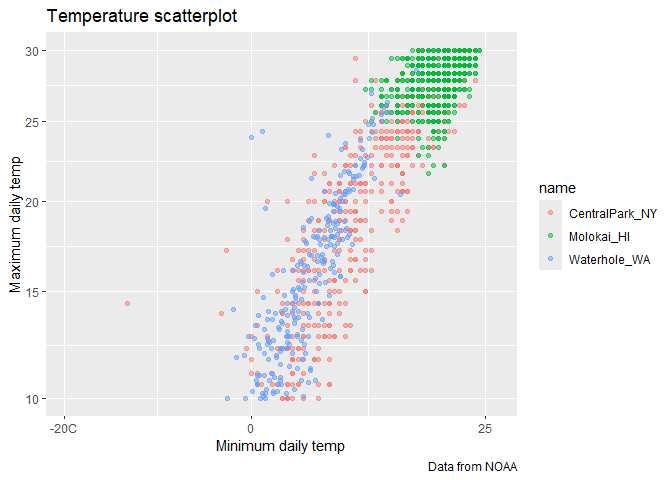 Temperature scatterplot
Maximum daily temp
30
25
20
15
10
-20C
0
25
Minimum daily temp
name
CentralPark_NY
Molokai_HI
Waterhole_WA
Data from NOAA